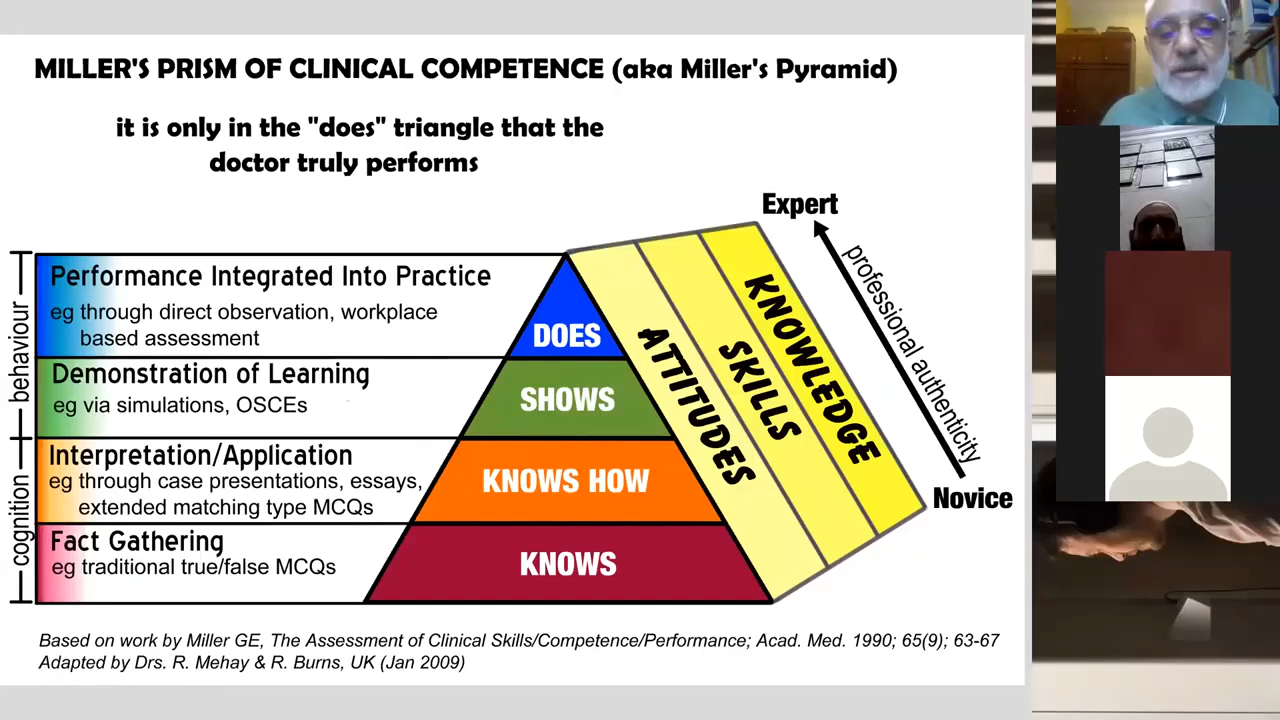 MILLER'S PRISM OF CLINICAL COMPETENCE (aka Miller's Pyramid)
it is only in the "does" triangle that the
doctor truly performs
Expert
professional authenticity
Novice
behaviour
cognition
Performance Integrated Into Practice
eg through direct observation, workplace
based assessment
DOES
Demonstration of Learning
eg via simulations, OSCEs
SHOWS
Interpretation/Application
eg through case presentations, essays,
extended matching type MCQs
KNOWS HOW
Fact Gathering
eg traditional true/false MCQs
KNOWS
ATTITUDES
SKILLS
KNOWLEDGE
Based on work by Miller GE, The Assessment of Clinical Skills/Competence/Performance; Acad. Med. 1990; 65(9); 63-67
Adapted by Drs. R. Mehay & R. Burns, UK (Jan 2009)